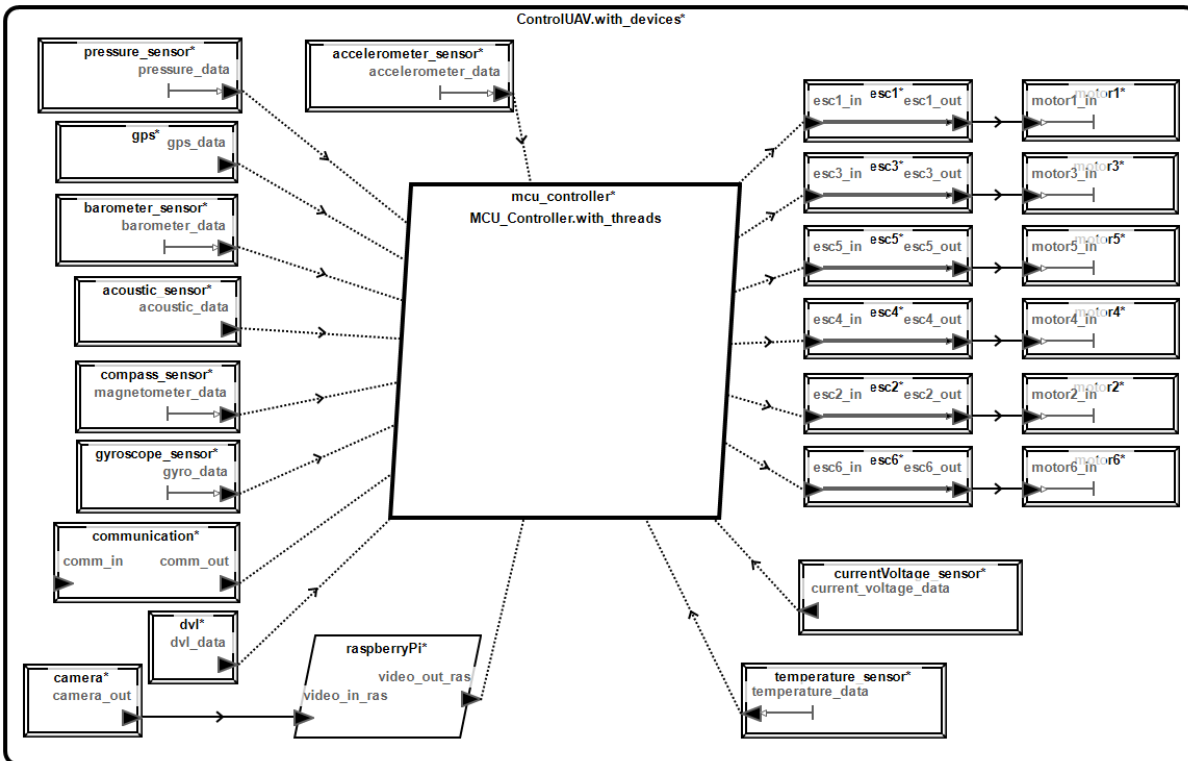 ControlUAV.with_devices*
pressure_sensor*
pressure_data
accelerometer_sensor*
accelerometer_data
gps*
gps_data
barometer_sensor*
barometer_data
acoustic_sensor*
acoustic_data
compass_sensor*
magnetometer_data
gyroscope_sensor*
gyro_data
communication*
comm_in comm_out
dvl*
dvl_data
camera*
camera_out
raspberryPi*
video_out_ras
video_in_ras
mcu_controller*
MCU_Controller.with_threads
esc1*
esc1_in esc1_out
motor1*
motor1_in
esc3*
esc3_in esc3_out
motor3*
motor3_in
esc5*
esc5_in esc5_out
motor5*
motor5_in
esc4*
esc4_in esc4_out
motor4*
motor4_in
esc2*
esc2_in esc2_out
motor2*
motor2_in
esc6*
esc6_in esc6_out
motor6*
motor6_in
currentVoltage_sensor*
current_voltage_data
temperature_sensor*
temperature_data